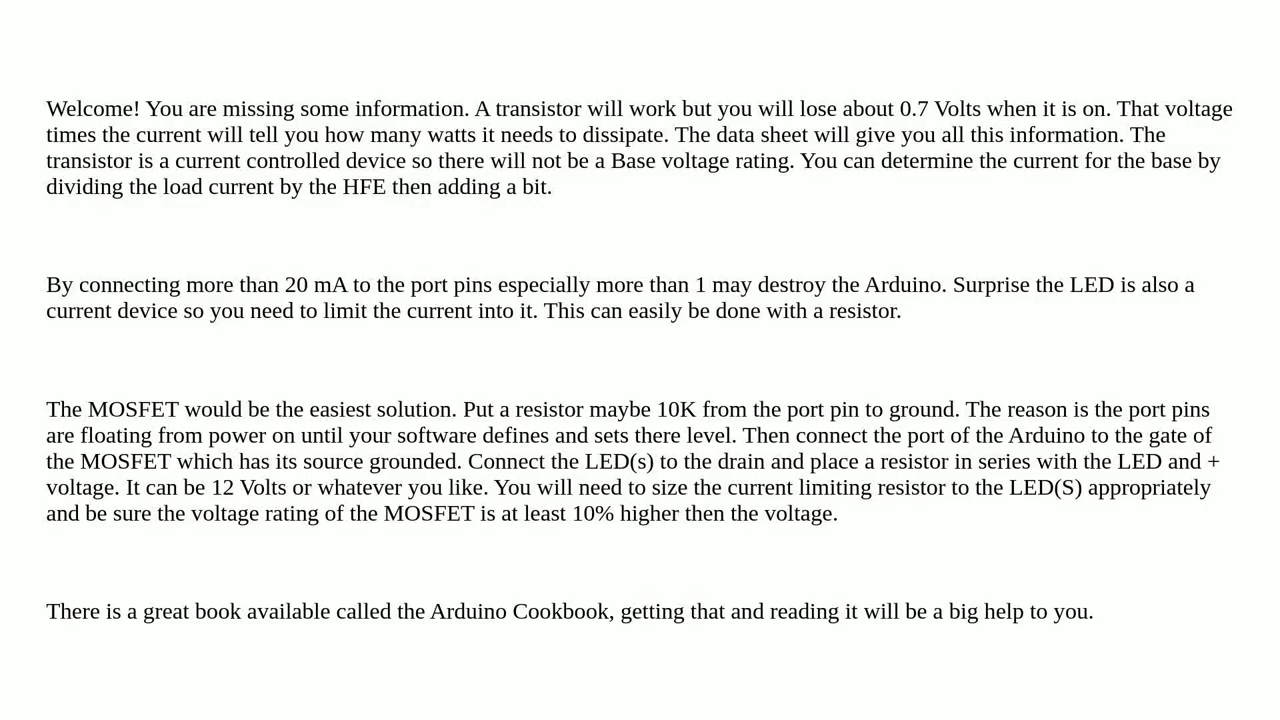 Welcome! You are missing some information. A transistor will work but you will lose about 0.7 Volts when it is on. That voltage
times the current will tell you how many watts it needs to dissipate. The data sheet will give you all this information. The
transistor is a current controlled device so there will not be a Base voltage rating. You can determine the current for the base by
dividing the load current by the HFE then adding a bit.
By connecting more than 20 mA to the port pins especially more than 1 may destroy the Arduino. Surprise the LED is also a
current device so you need to limit the current into it. This can easily be done with a resistor.
The MOSFET would be the easiest solution. Put a resistor maybe 10K from the port pin to ground. The reason is the port pins
are floating from power on until your software defines and sets there level. Then connect the port of the Arduino to the gate of
the MOSFET which has its source grounded. Connect the LED(s) to the drain and place a resistor in series with the LED and +
voltage. It can be 12 Volts or whatever you like. You will need to size the current limiting resistor to the LED(S) appropriately
and be sure the voltage rating of the MOSFET is at least 10% higher then the voltage.
There is a great book available called the Arduino Cookbook, getting that and reading it will be a big help to you.